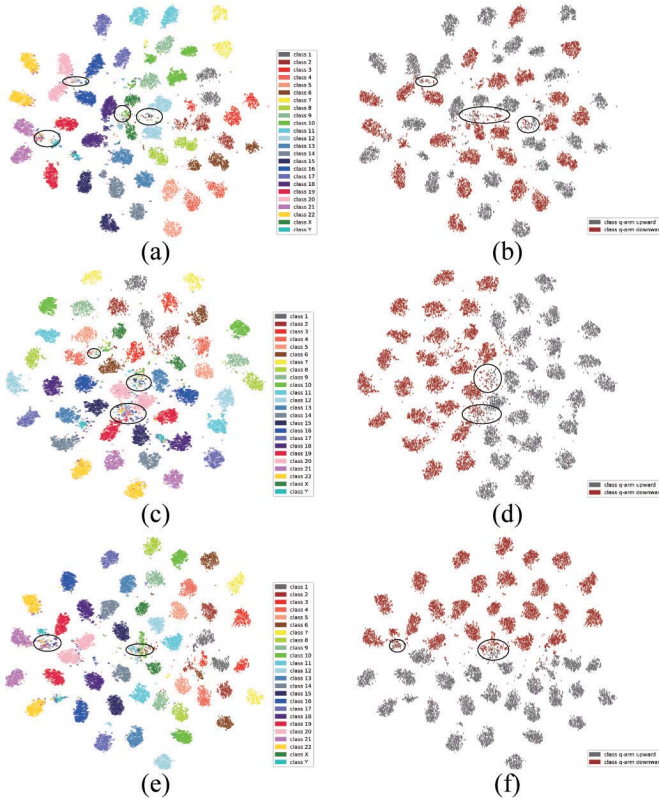 class 1
class 2
class 3
class 4
class 5
class 6
class 7
class 8
class 9
class 10
class 11
class 12
class 13
class 14
class 15
class 16
class 17
class 18
class 19
class 20
class 21
class 22
class X
class Y
(a)
class q-arm upward
class q-arm downward
(b)
class 1
class 2
class 3
class 4
class 5
class 6
class 7
class 8
class 9
class 10
class 11
class 12
class 13
class 14
class 15
class 16
class 17
class 18
class 19
class 20
class 21
class 22
class X
class Y
(c)
class q-arm upward
class q-arm downward
(d)
class 1
class 2
class 3
class 4
class 5
class 6
class 7
class 8
class 9
class 10
class 11
class 12
class 13
class 14
class 15
class 16
class 17
class 18
class 19
class 20
class 21
class 22
class X
class Y
(e)
class q-arm upward
class q-arm downward
(f)